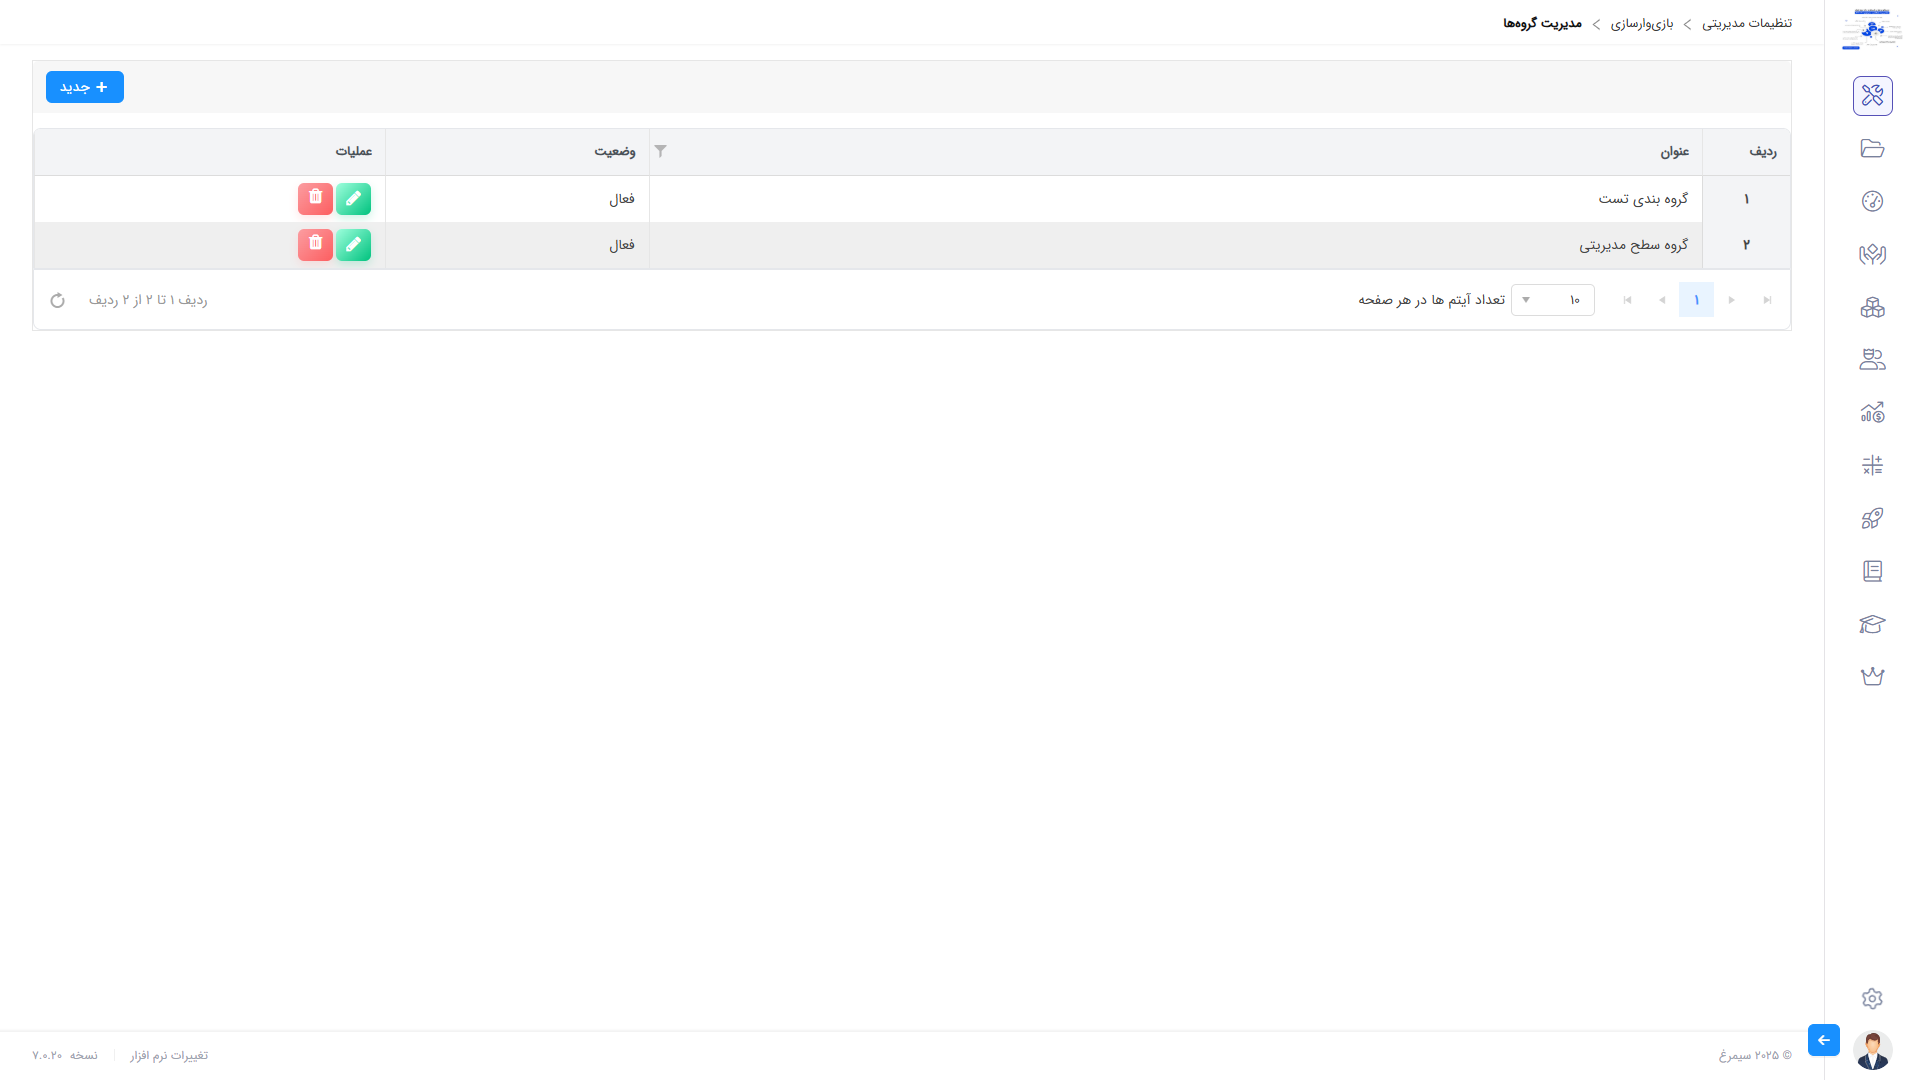 تنظیمات مدیریتی > بازی‌وارسازی > مدیریت گروه‌ها
+ جدید
ردیف عنوان وضعیت عملیات
۱ گروه بندی تست فعال
۲ گروه سطح مدیریتی فعال
۱ ۱۰ تعداد آیتم ها در هر صفحه ردیف ۱ تا ۲ از ۲ ردیف
© ۲۰۲۵ سیمرغ تغییرات نرم افزار نسخه ۷.۰.۲۰